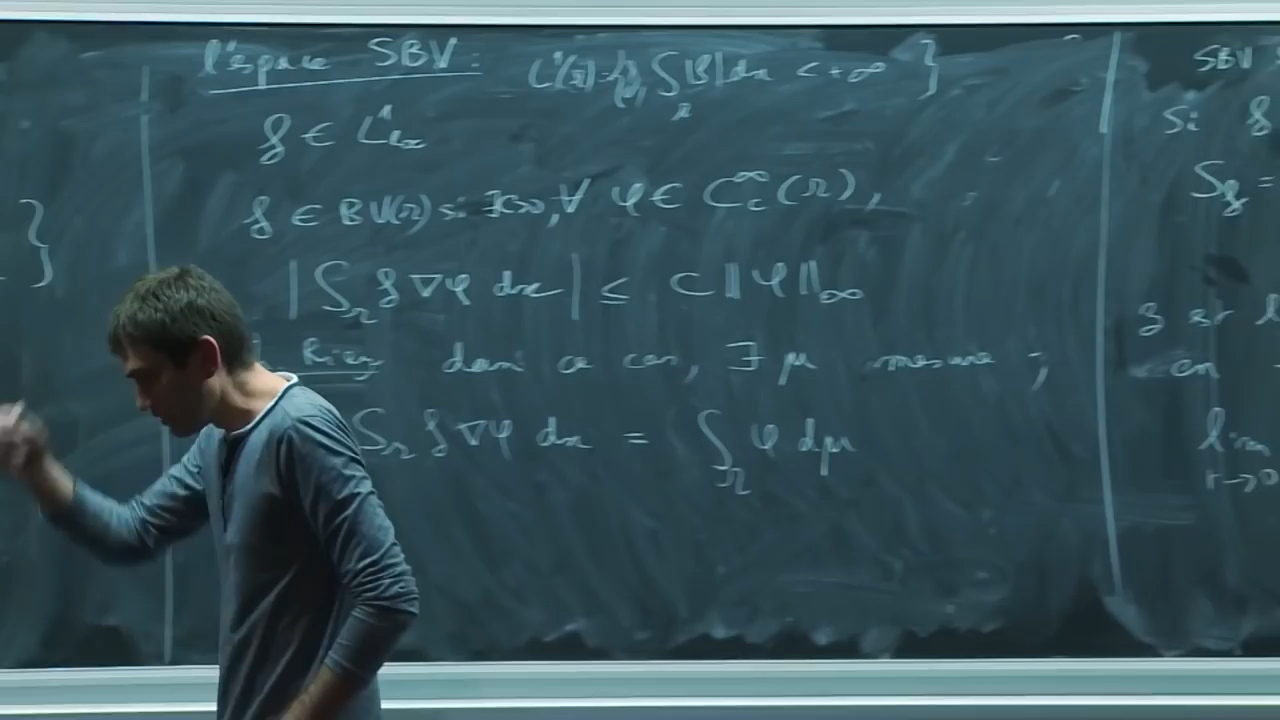 }
l'espace SBV : L¹(Ω)={f, ∫_Ω |f| dx < +∞ }
f ∈ L¹loc
f ∈ BV(Ω) si ∃C>0, ∀ φ ∈ C_c^∞(Ω),
|∫_Ω f ∇φ dx| ≤ C ‖φ‖_∞
Riesz dans ce cas, ∃ μ mesure ;
∫_Ω f ∇φ dx = ∫_Ω φ dμ
SBV
Si f
S_f =
en
lim
r→0